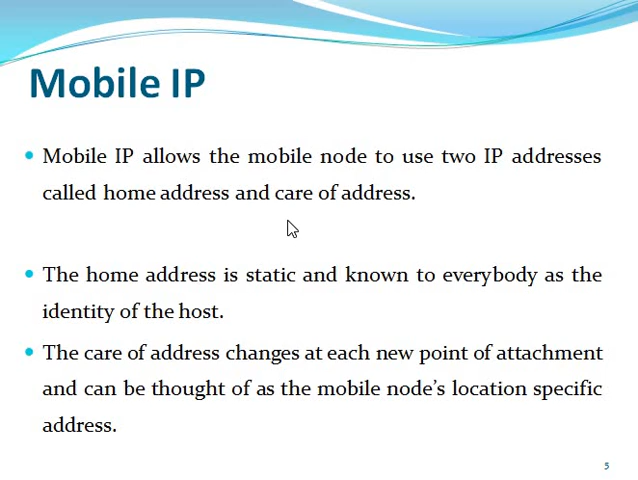 Mobile IP
• Mobile IP allows the mobile node to use two IP addresses
called home address and care of address.
• The home address is static and known to everybody as the
identity of the host.
• The care of address changes at each new point of attachment
and can be thought of as the mobile node's location specific
address.
5